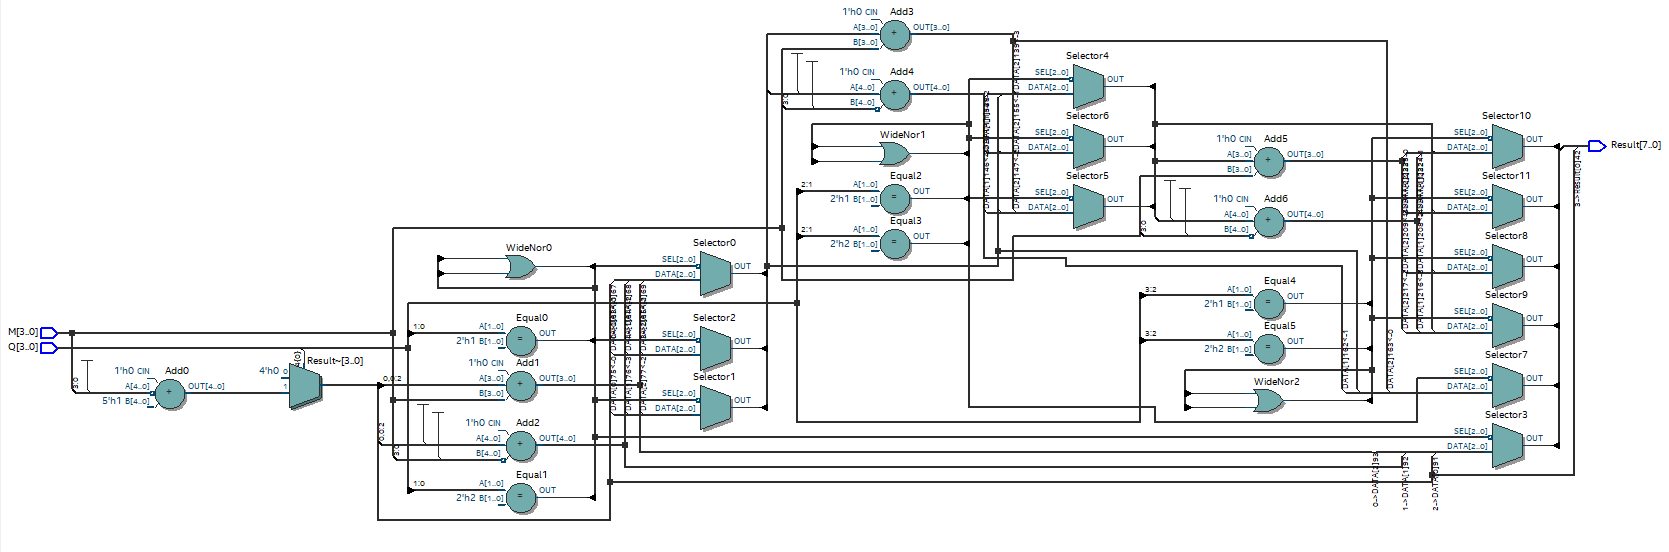 M[3..0]
Q[3..0]
3:0
1'h0 CIN
Add0
A[4..0]
5'h1 B[4..0]
OUT[4..0]
+
Result~[3..0]
4'h0 0
1
WideNor0
1:0
Equal0
A[1..0]
2'h1 B[1..0]
OUT
=
0,0:2
1'h0 CIN
Add1
A[3..0]
B[3..0]
OUT[3..0]
+
0,0:2
3:0
1'h0 CIN
Add2
A[4..0]
B[4..0]
OUT[4..0]
+
1:0
Equal1
A[1..0]
2'h2 B[1..0]
OUT
=
Selector0
SEL[2..0]
DATA[2..0]
OUT
Selector2
SEL[2..0]
DATA[2..0]
OUT
Selector1
SEL[2..0]
DATA[2..0]
OUT
1'h0 CIN
Add3
A[3..0]
B[3..0]
OUT[3..0]
+
3:0
1'h0 CIN
Add4
A[4..0]
B[4..0]
OUT[4..0]
+
WideNor1
2:1
Equal2
A[1..0]
2'h1 B[1..0]
OUT
=
2:1
Equal3
A[1..0]
2'h2 B[1..0]
OUT
=
Selector4
SEL[2..0]
DATA[2..0]
OUT
Selector6
SEL[2..0]
DATA[2..0]
OUT
Selector5
SEL[2..0]
DATA[2..0]
OUT
1'h0 CIN
Add5
A[3..0]
B[3..0]
OUT[3..0]
+
3:0
1'h0 CIN
Add6
A[4..0]
B[4..0]
OUT[4..0]
+
3:2
Equal4
A[1..0]
2'h1 B[1..0]
OUT
=
3:2
Equal5
A[1..0]
2'h2 B[1..0]
OUT
=
WideNor2
Selector10
SEL[2..0]
DATA[2..0]
OUT
Selector11
SEL[2..0]
DATA[2..0]
OUT
Selector8
SEL[2..0]
DATA[2..0]
OUT
Selector9
SEL[2..0]
DATA[2..0]
OUT
Selector7
SEL[2..0]
DATA[2..0]
OUT
Selector3
SEL[2..0]
DATA[2..0]
OUT
Result[7..0]